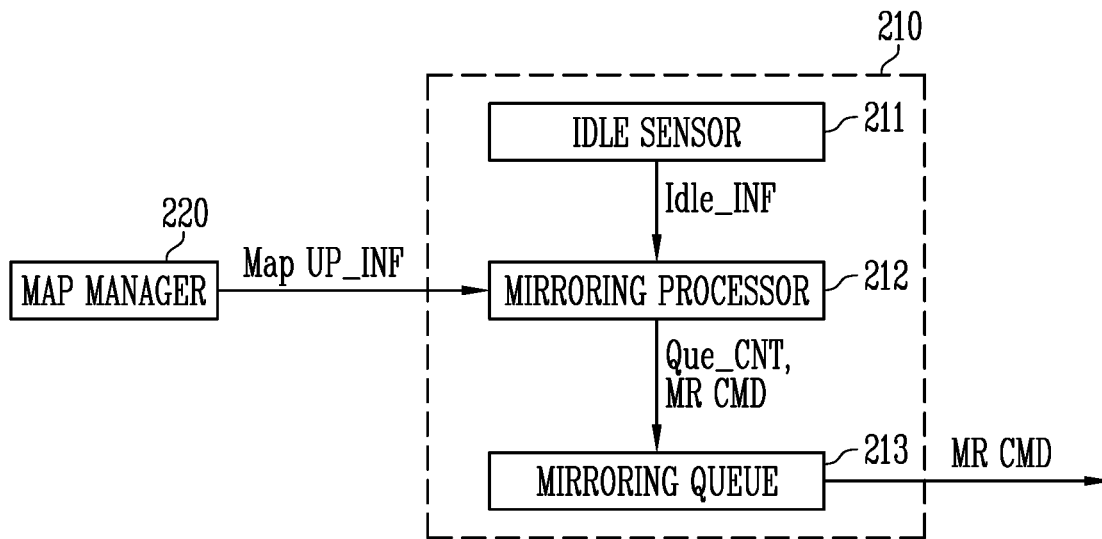 210
IDLE SENSOR
211
Idle_INF
220
Map UP_INF
MAP MANAGER
MIRRORING PROCESSOR
212
Que_CNT,
MR CMD
213
MIRRORING QUEUE
MR CMD